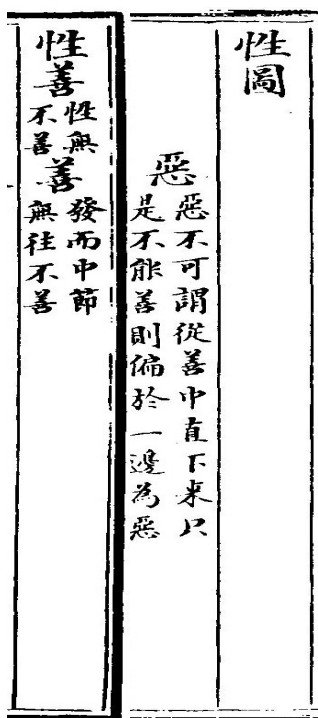 性圖
惡
惡不可謂從善中直下来只
是不能善則偏於一邊為惡
性善
性無
不善
善
發而中節
無往不善